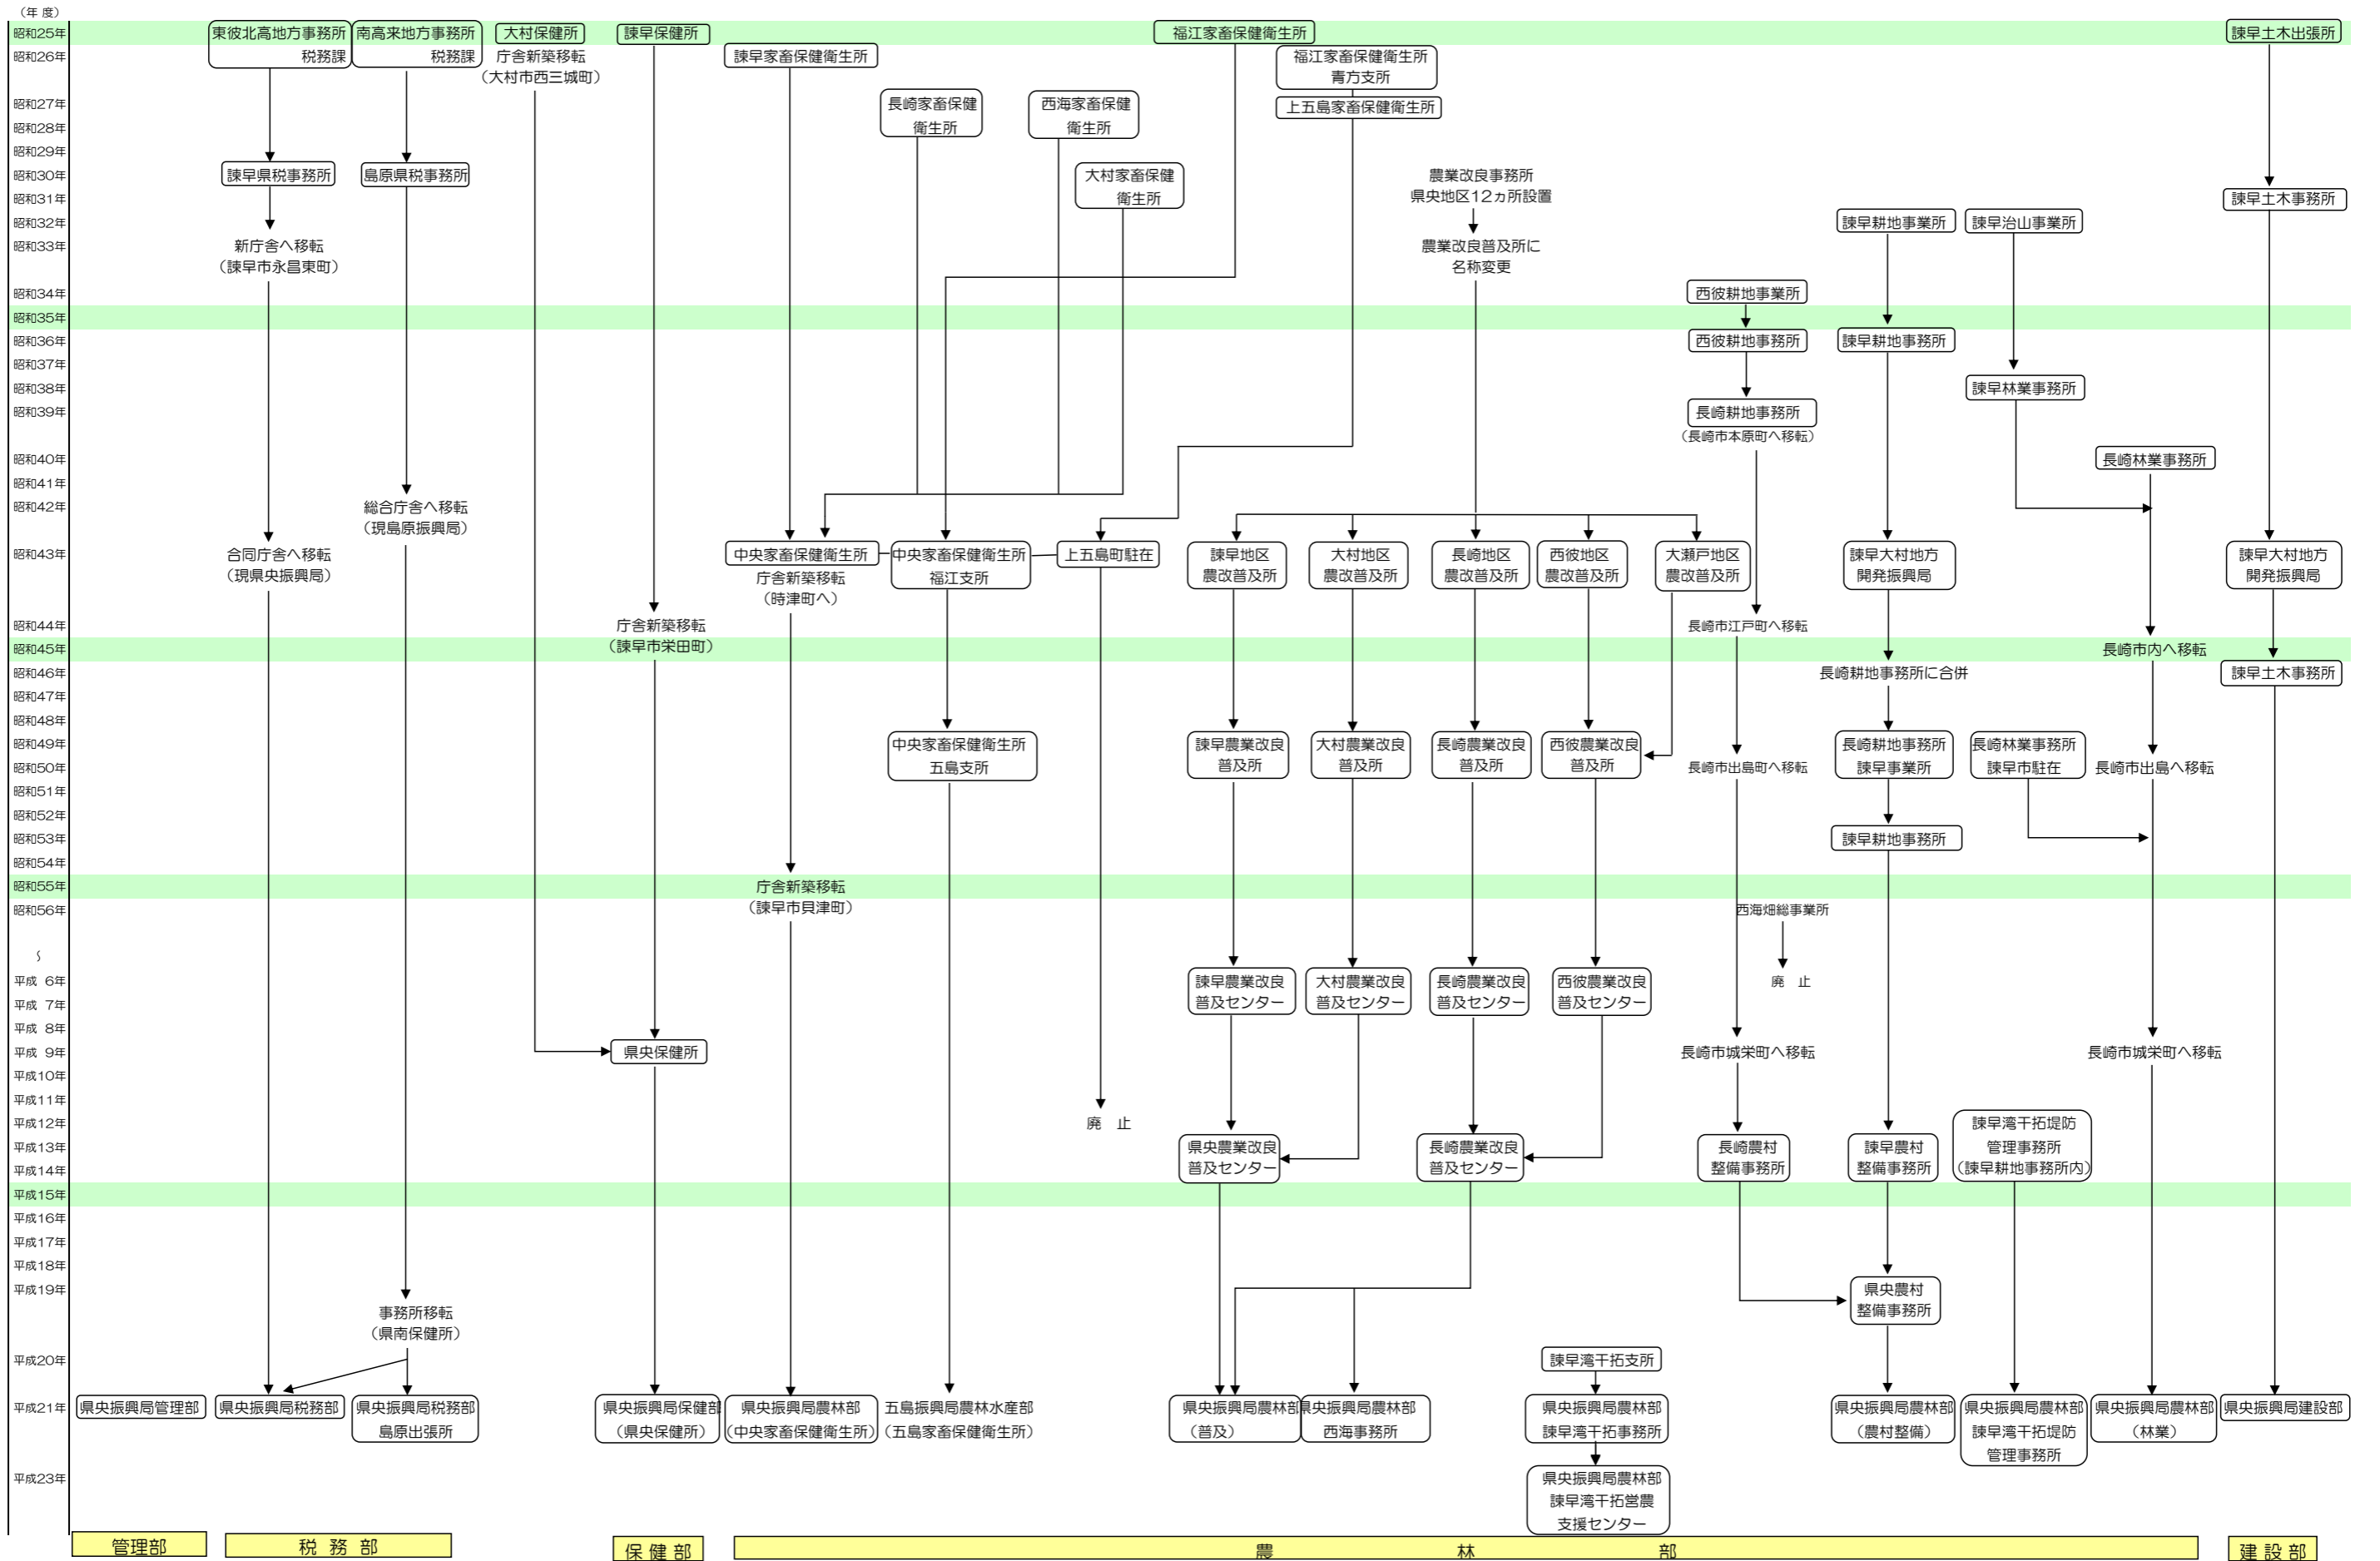 （年 度）
昭和25年
東彼北高地方事務所
税務課
南高来地方事務所
税務課
大村保健所
諫早保健所
福江家畜保健衛生所
諫早土木出張所
昭和26年
庁舎新築移転
（大村市西三城町）
諫早家畜保健衛生所
福江家畜保健衛生所
青方支所
昭和27年
長崎家畜保健
衛生所
西海家畜保健
衛生所
上五島家畜保健衛生所
昭和28年
昭和29年
昭和30年
諫早県税事務所
島原県税事務所
大村家畜保健
衛生所
農業改良事務所
県央地区12ヵ所設置
昭和31年
諫早土木事務所
昭和32年
諫早耕地事業所
諫早治山事業所
昭和33年
新庁舎へ移転
（諫早市永昌東町）
農業改良普及所に
名称変更
昭和34年
西彼耕地事業所
昭和35年
昭和36年
西彼耕地事務所
諫早耕地事務所
昭和37年
昭和38年
諫早林業事務所
昭和39年
長崎耕地事務所
（長崎市本原町へ移転）
昭和40年
長崎林業事務所
昭和41年
昭和42年
総合庁舎へ移転
（現島原振興局）
昭和43年
合同庁舎へ移転
（現県央振興局）
中央家畜保健衛生所
庁舎新築移転
（時津町へ）
中央家畜保健衛生所
福江支所
上五島町駐在
諫早地区
農改普及所
大村地区
農改普及所
長崎地区
農改普及所
西彼地区
農改普及所
大瀬戸地区
農改普及所
諫早大村地方
開発振興局
諫早大村地方
開発振興局
昭和44年
庁舎新築移転
（諫早市栄田町）
長崎市江戸町へ移転
昭和45年
長崎市内へ移転
昭和46年
長崎耕地事務所に合併
諫早土木事務所
昭和47年
昭和48年
昭和49年
中央家畜保健衛生所
五島支所
諫早農業改良
普及所
大村農業改良
普及所
長崎農業改良
普及所
西彼農業改良
普及所
長崎耕地事務所
諫早事業所
長崎林業事務所
諫早市駐在
昭和50年
長崎市出島町へ移転
長崎市出島へ移転
昭和51年
昭和52年
昭和53年
諫早耕地事務所
昭和54年
昭和55年
庁舎新築移転
（諫早市貝津町）
昭和56年
西海畑総事業所
～
平成 6年
諫早農業改良
普及センター
大村農業改良
普及センター
長崎農業改良
普及センター
西彼農業改良
普及センター
廃 止
平成 7年
平成 8年
平成 9年
県央保健所
長崎市城栄町へ移転
長崎市城栄町へ移転
平成10年
平成11年
平成12年
廃 止
諫早湾干拓堤防
管理事務所
（諫早耕地事務所内）
平成13年
県央農業改良
普及センター
長崎農業改良
普及センター
長崎農村
整備事務所
諫早農村
整備事務所
平成14年
平成15年
平成16年
平成17年
平成18年
平成19年
事務所移転
（県南保健所）
県央農村
整備事務所
平成20年
諫早湾干拓支所
平成21年
県央振興局管理部
県央振興局税務部
県央振興局税務部
島原出張所
県央振興局保健部
（県央保健所）
県央振興局農林部
（中央家畜保健衛生所）
五島振興局農林水産部
（五島家畜保健衛生所）
県央振興局農林部
（普及）
県央振興局農林部
西海事務所
県央振興局農林部
諫早湾干拓事務所
県央振興局農林部
（農村整備）
県央振興局農林部
諫早湾干拓堤防
管理事務所
県央振興局農林部
（林業）
県央振興局建設部
平成23年
県央振興局農林部
諫早湾干拓営農
支援センター
管理部
税 務 部
保 健 部
農 林 部
建 設 部